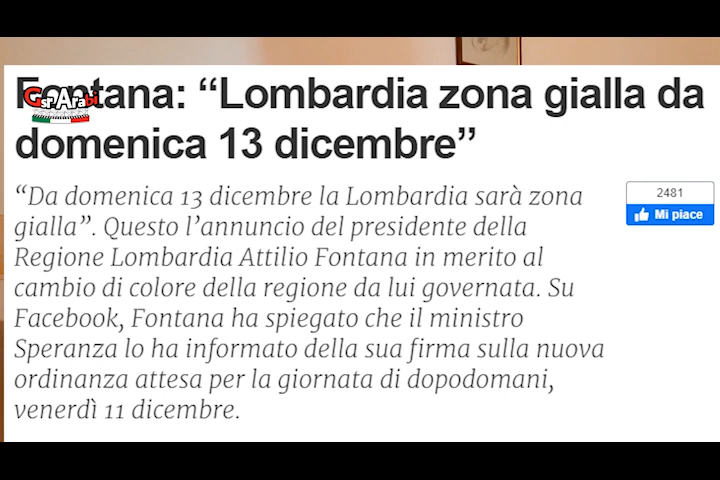 Fontana: “Lombardia zona gialla da
domenica 13 dicembre”
“Da domenica 13 dicembre la Lombardia sarà zona
gialla”. Questo l’annuncio del presidente della
Regione Lombardia Attilio Fontana in merito al
cambio di colore della regione da lui governata. Su
Facebook, Fontana ha spiegato che il ministro
Speranza lo ha informato della sua firma sulla nuova
ordinanza attesa per la giornata di dopodomani,
venerdì 11 dicembre.
2481
Mi piace
GsrArabi